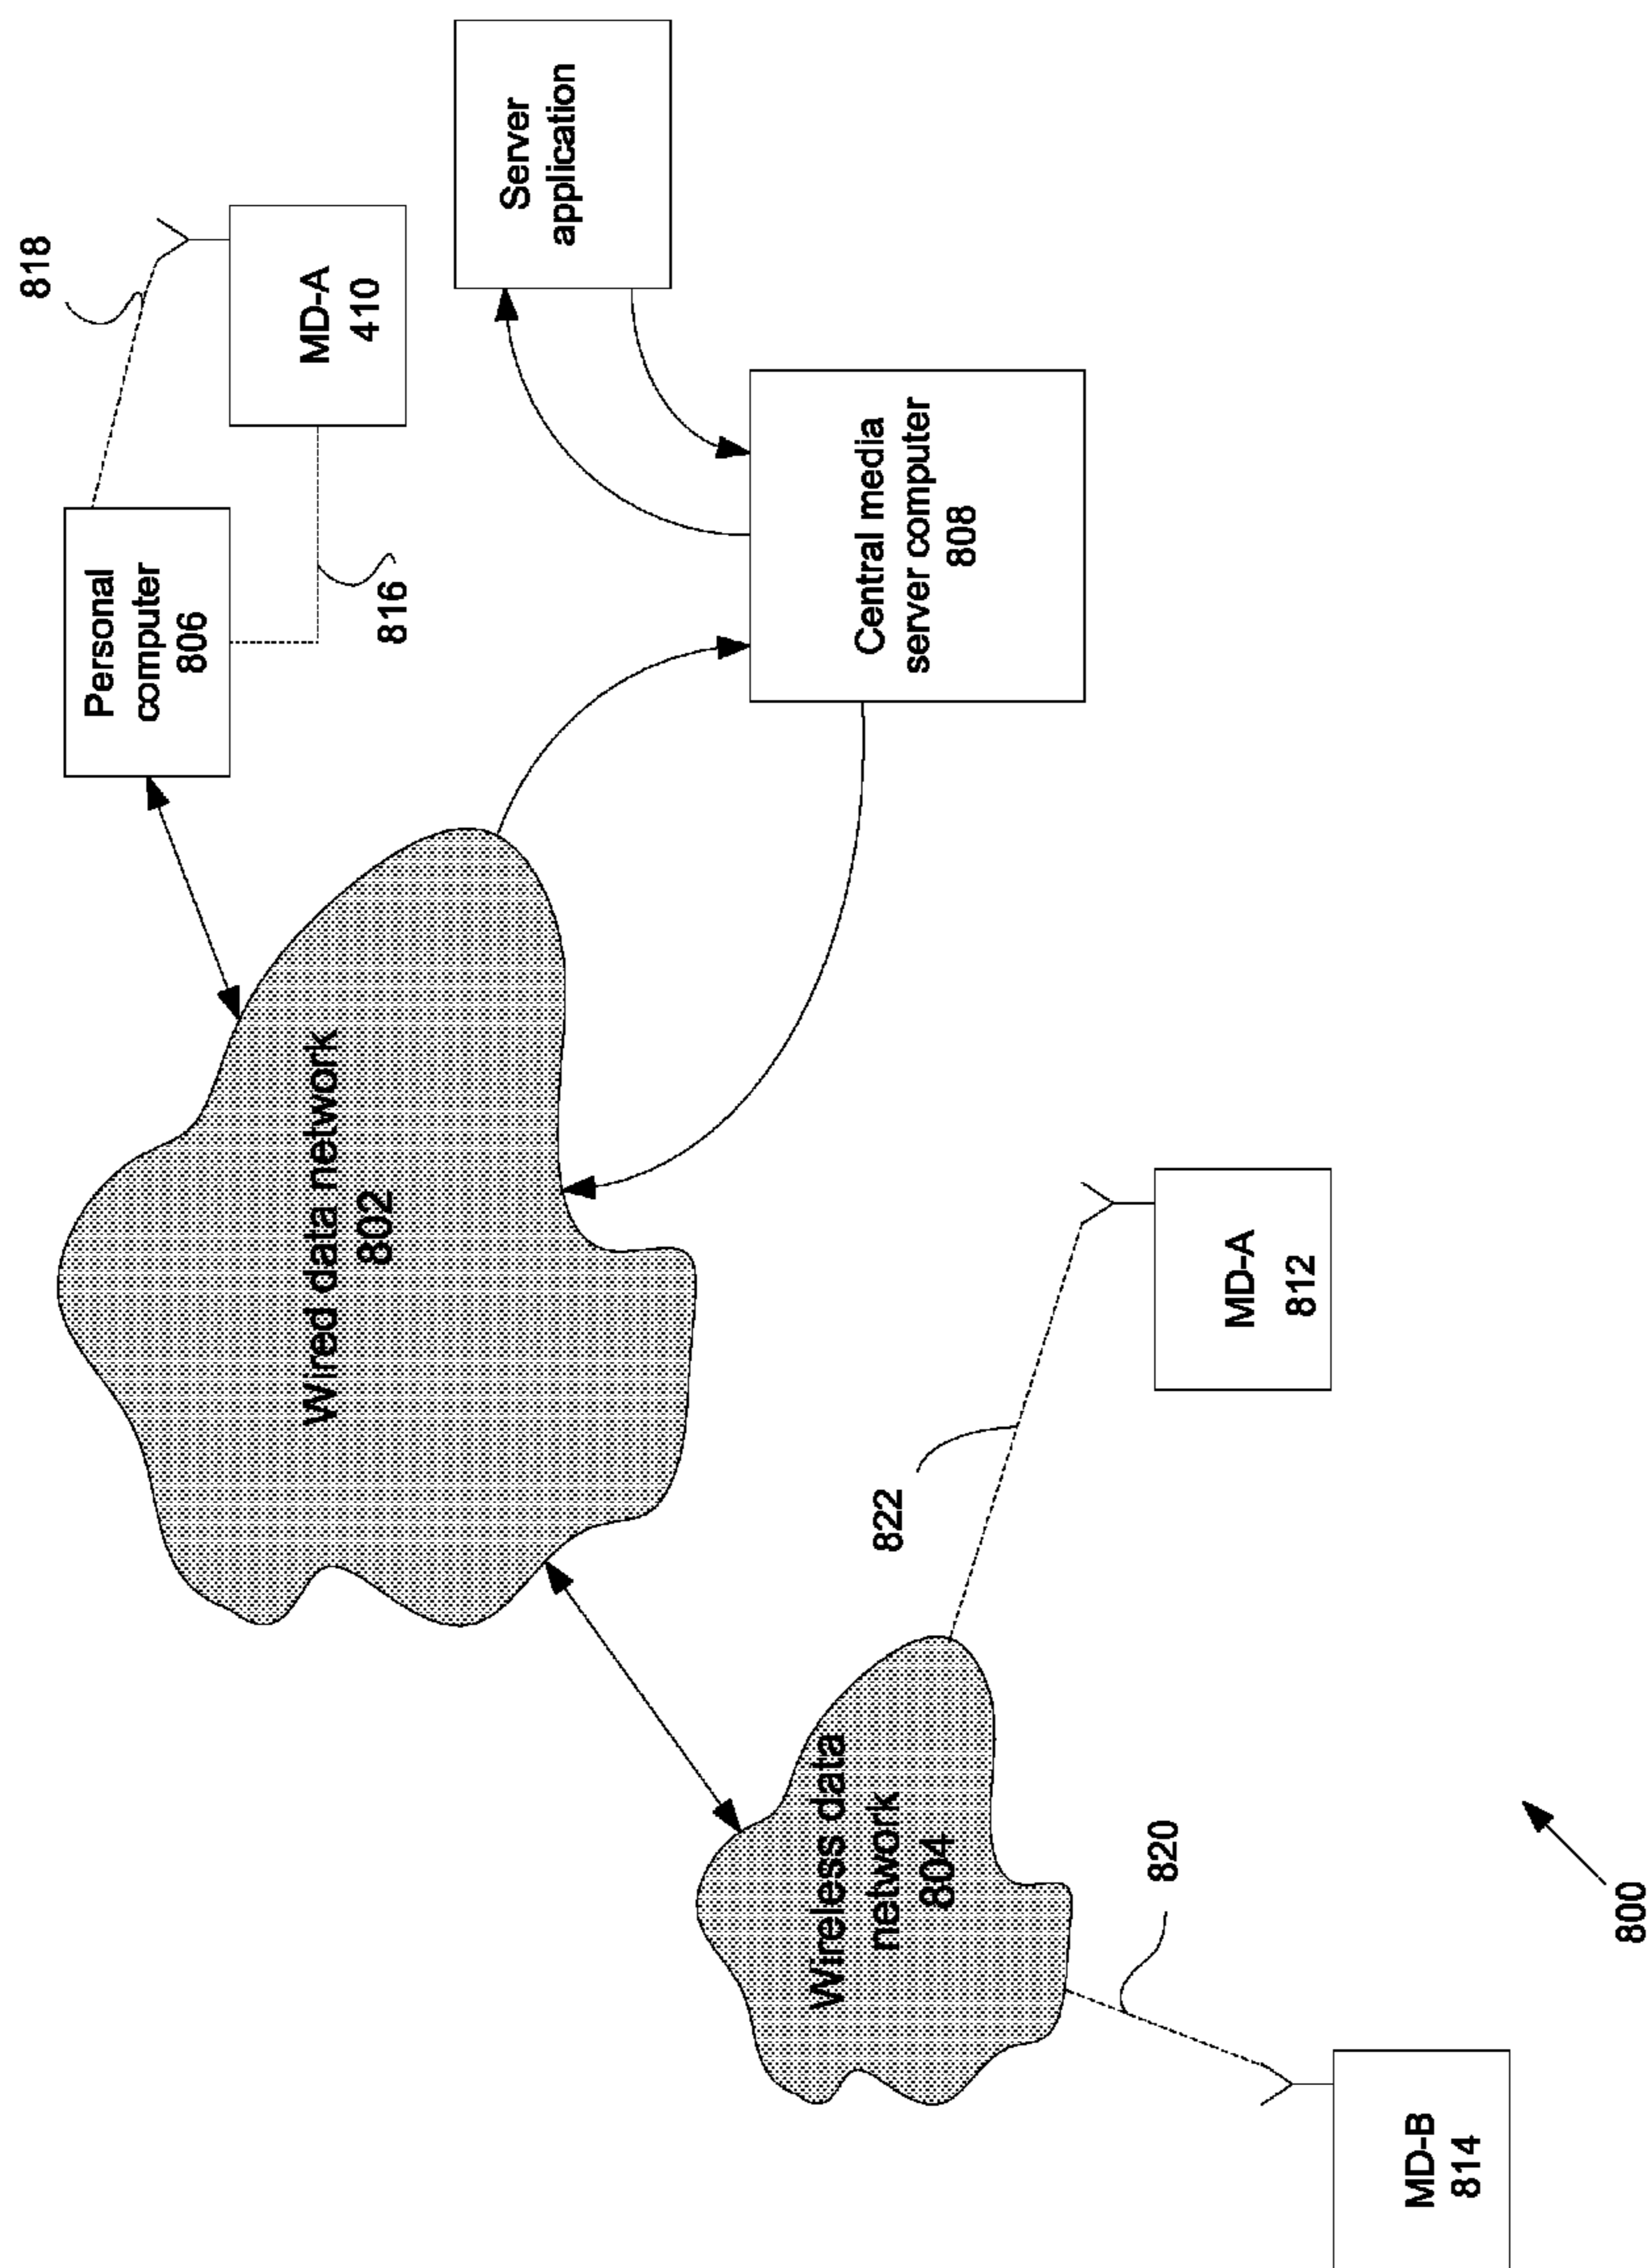 818
MD-A
410
Server
application
Personal
computer
806
816
Central media
server computer
808
Wired data network
802
822
MD-A
812
Wireless data
network
804
820
MD-B
814
800